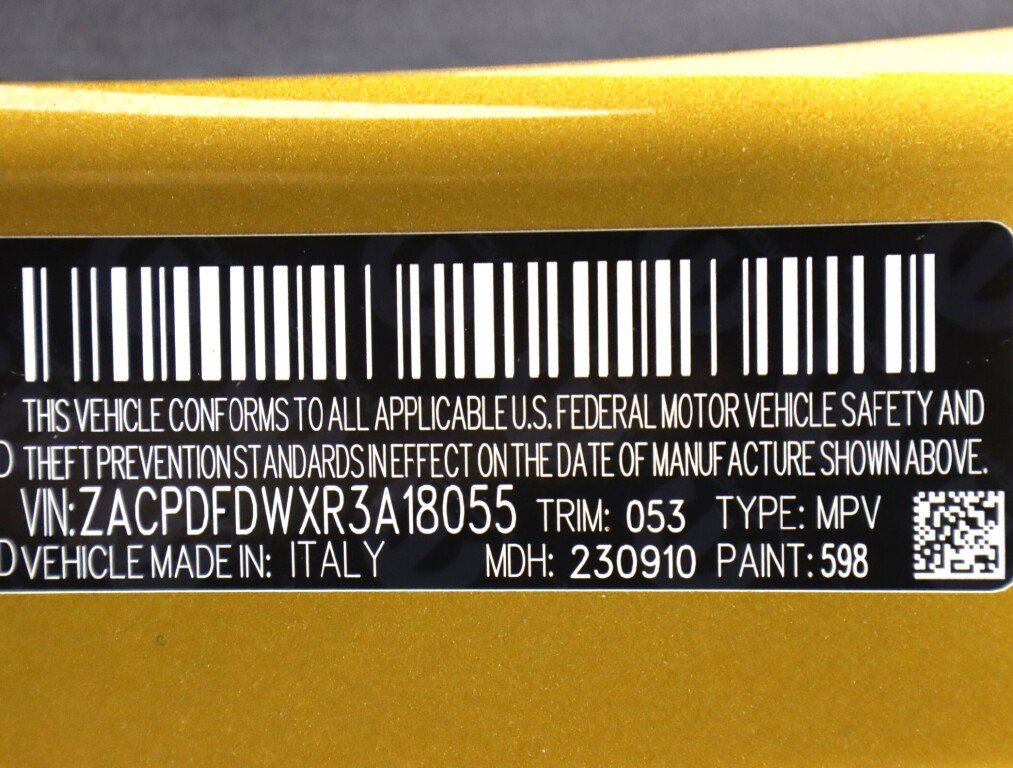 THIS VEHICLE CONFORMS TO ALL APPLICABLE U.S. FEDERAL MOTOR VEHICLE SAFETY AND
THEFT PREVENTION STANDARDS IN EFFECT ON THE DATE OF MANUFACTURE SHOWN ABOVE.
VIN: ZACPDFDWXR3A18055 TRIM: 053 TYPE: MPV
VEHICLE MADE IN: ITALY MDH: 230910 PAINT: 598